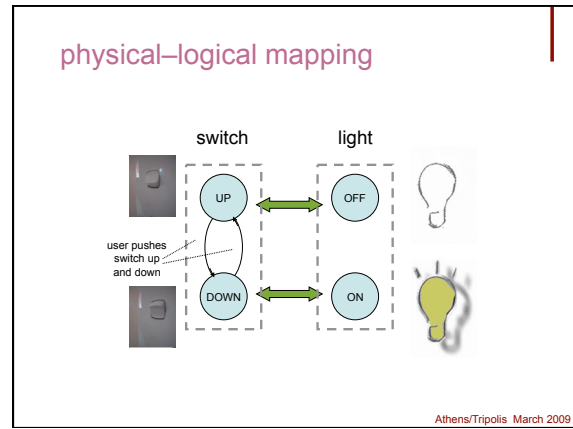 physical–logical mapping
switch
light
UP
OFF
user pushes
switch up
and down
DOWN
ON
Athens/Tripolis March 2009